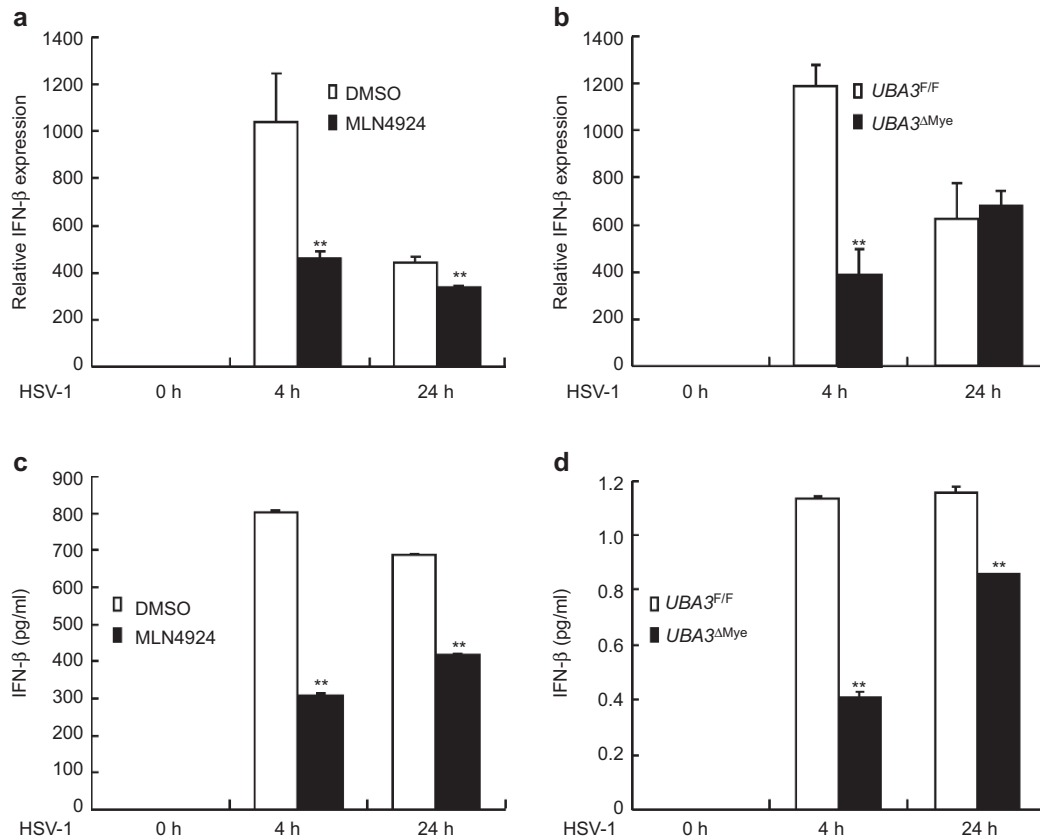 a
1400
1200
1000
800
600
400
200
0
Relative IFN-β expression
DMSO
MLN4924
**
**
HSV-1 0 h 4 h 24 h
b
1400
1200
1000
800
600
400
200
0
Relative IFN-β expression
UBA3F/F
UBA3ΔMye
**
HSV-1 0 h 4 h 24 h
c
900
800
700
600
500
400
300
200
100
0
IFN-β (pg/ml)
DMSO
MLN4924
**
**
HSV-1 0 h 4 h 24 h
d
1.2
1.0
0.8
0.6
0.4
0.2
0
IFN-β (pg/ml)
UBA3F/F
UBA3ΔMye
**
**
HSV-1 0 h 4 h 24 h